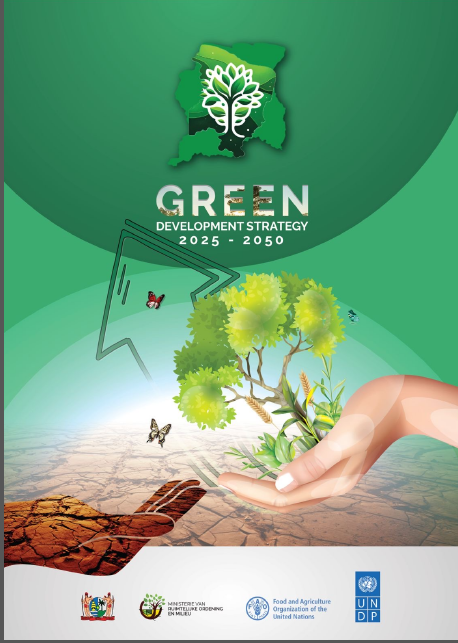 GREEN
DEVELOPMENT STRATEGY
2025 - 2050
MINISTERIE VAN
RUIMTELIJKE ORDENING
EN MILIEU
FAO
Food and Agriculture
Organization of the
United Nations
U N
D P